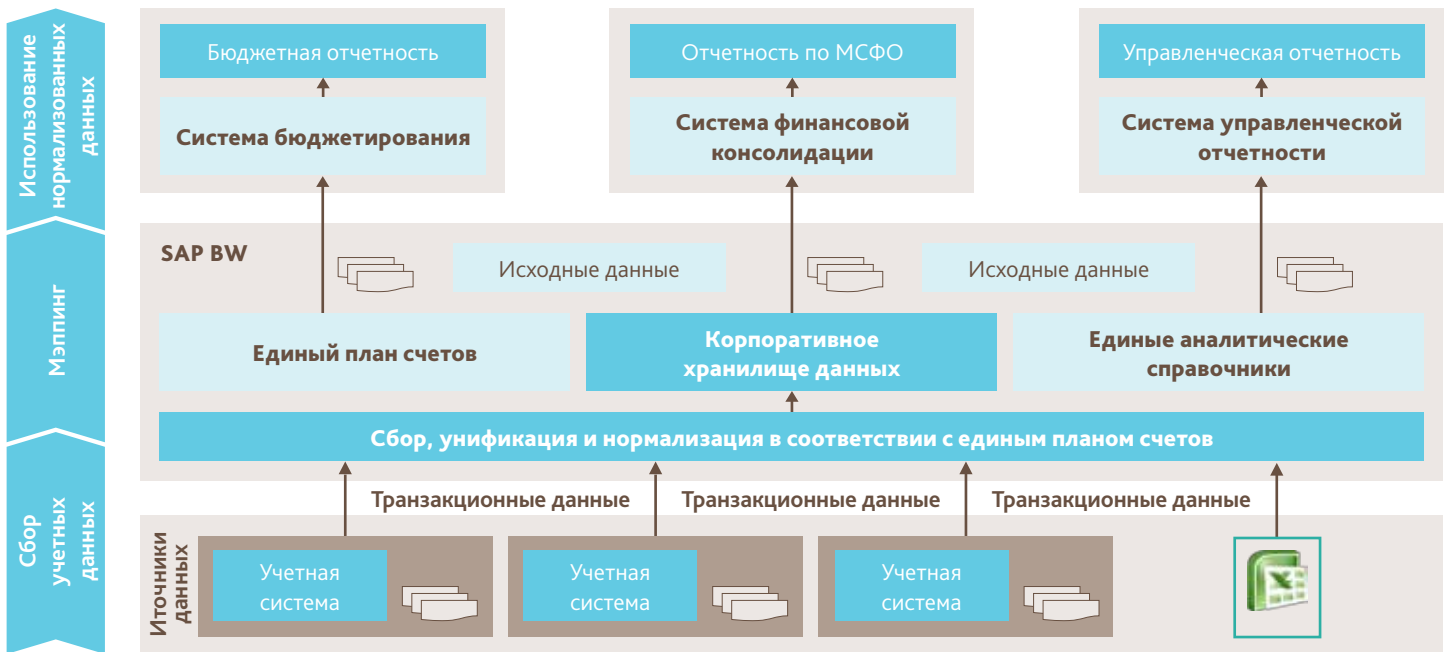 Использование
нормализованных
данных
Бюджетная отчетность
Отчетность по МСФО
Управленческая отчетность
Система бюджетирования
Система финансовой
консолидации
Система управленческой
отчетности
Мэппинг
SAP BW
Исходные данные
Исходные данные
Единый план счетов
Корпоративное
хранилище данных
Единые аналитические
справочники
Сбор, унификация и нормализация в соответствии с единым планом счетов
Сбор
учетных
данных
Транзакционные данные
Транзакционные данные
Транзакционные данные
Иточники
данных
Учетная
система
Учетная
система
Учетная
система
X